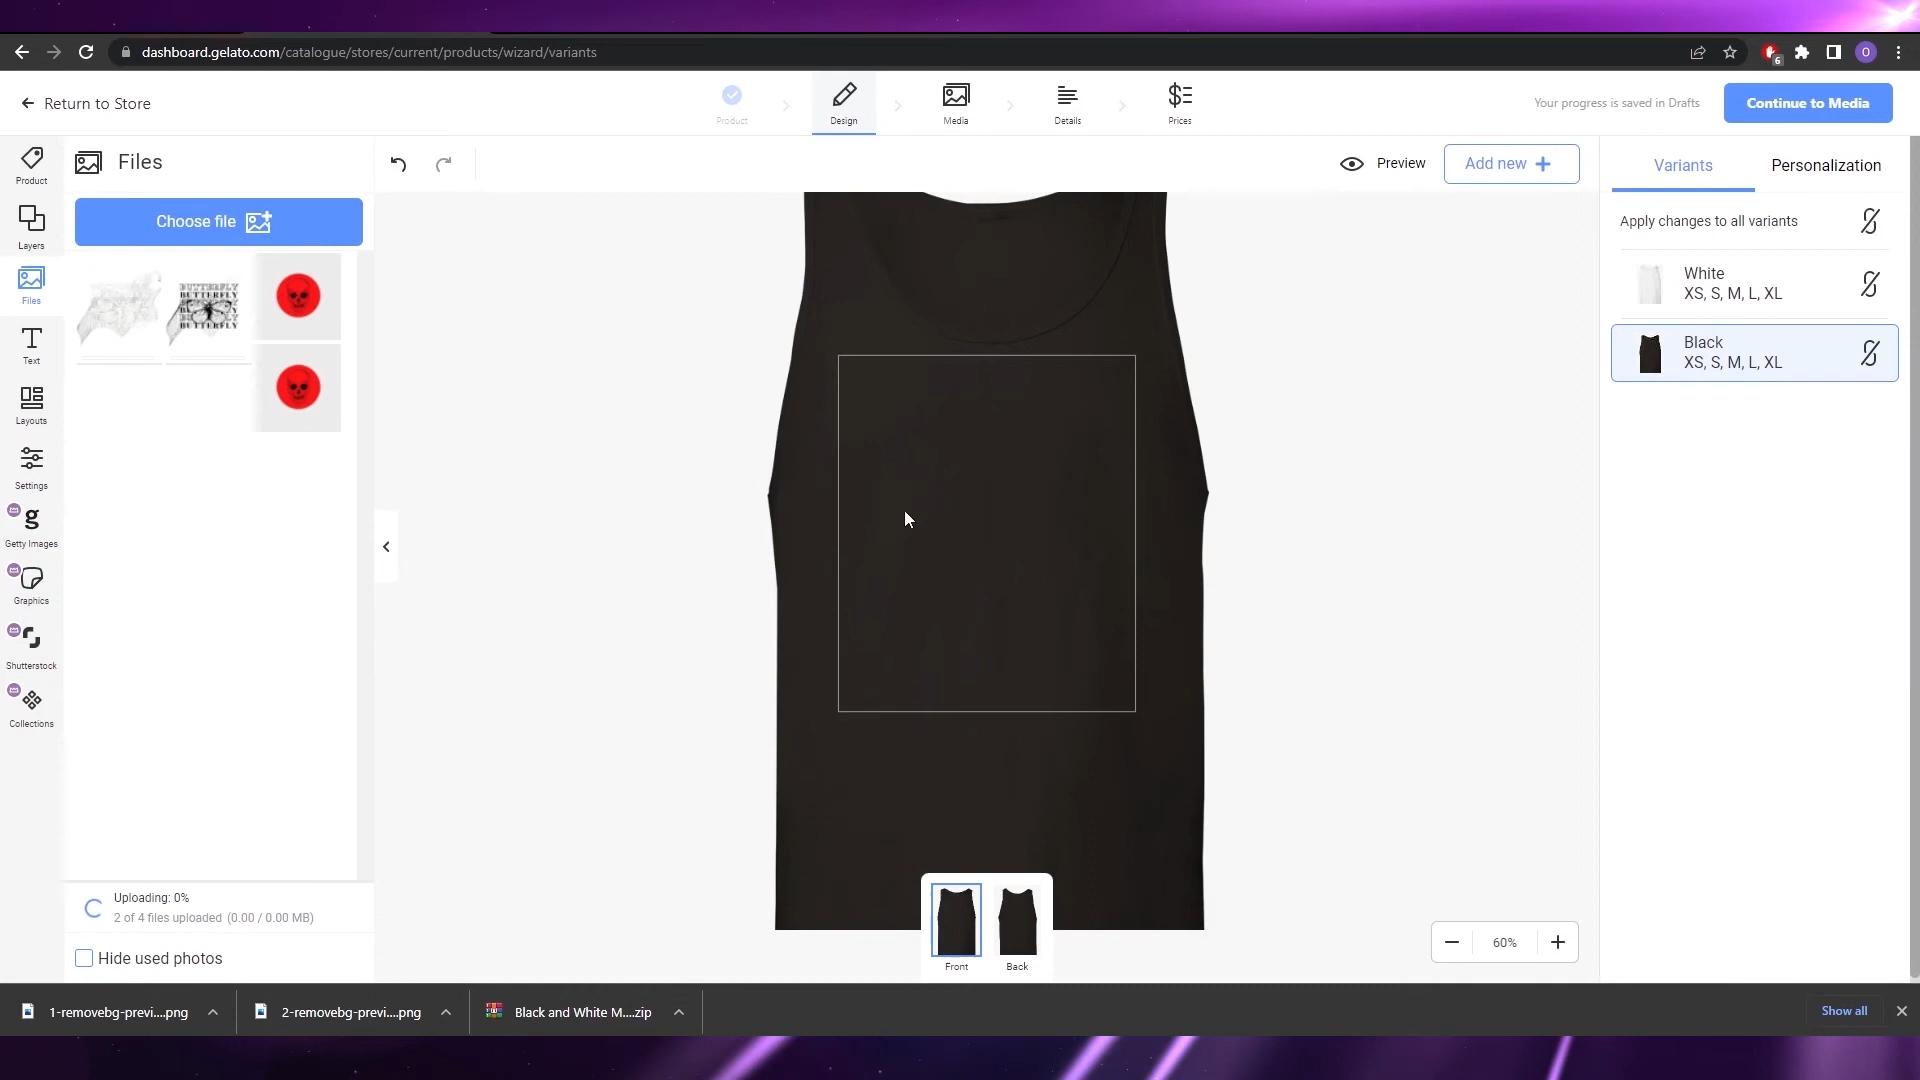 dashboard.gelato.com/catalogue/stores/current/products/wizard/variants
6
O
Return to Store
Product
Design
Media
Details
Prices
Your progress is saved in Drafts
Continue to Media
Product
Layers
Files
Text
Layouts
Settings
g
Getty Images
Graphics
Shutterstock
Collections
Files
Choose file
BUTTERFLY
BUTTERFLY
BUTTERFLY
Uploading: 0%
2 of 4 files uploaded (0.00 / 0.00 MB)
Hide used photos
Preview
Add new
Front
Back
60%
Variants
Personalization
Apply changes to all variants
White
XS, S, M, L, XL
Black
XS, S, M, L, XL
1-removebg-previ....png
2-removebg-previ....png
Black and White M....zip
Show all